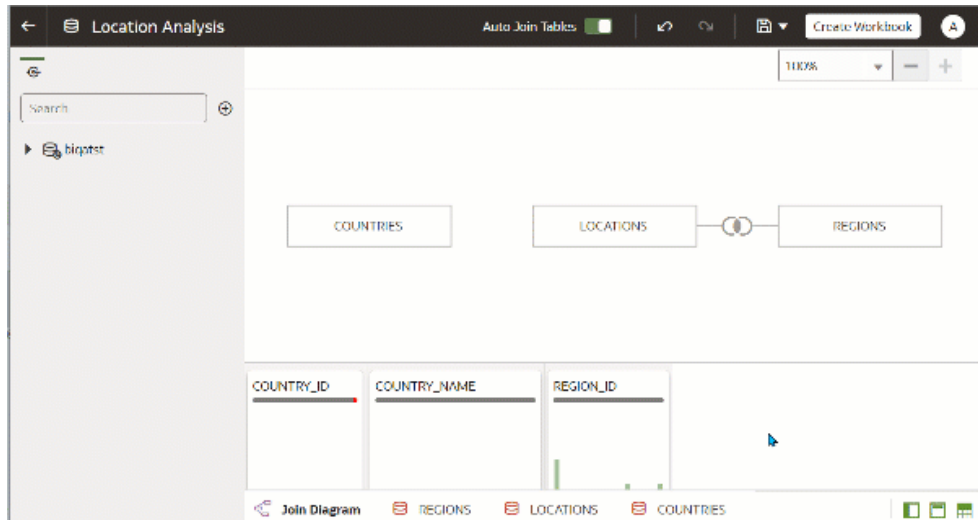 Location Analysis
Auto Join Tables
Create Workbook
A
100%
Search
biqatst
COUNTRIES
LOCATIONS
REGIONS
COUNTRY_ID
COUNTRY_NAME
REGION_ID
Join Diagram
REGIONS
LOCATIONS
COUNTRIES